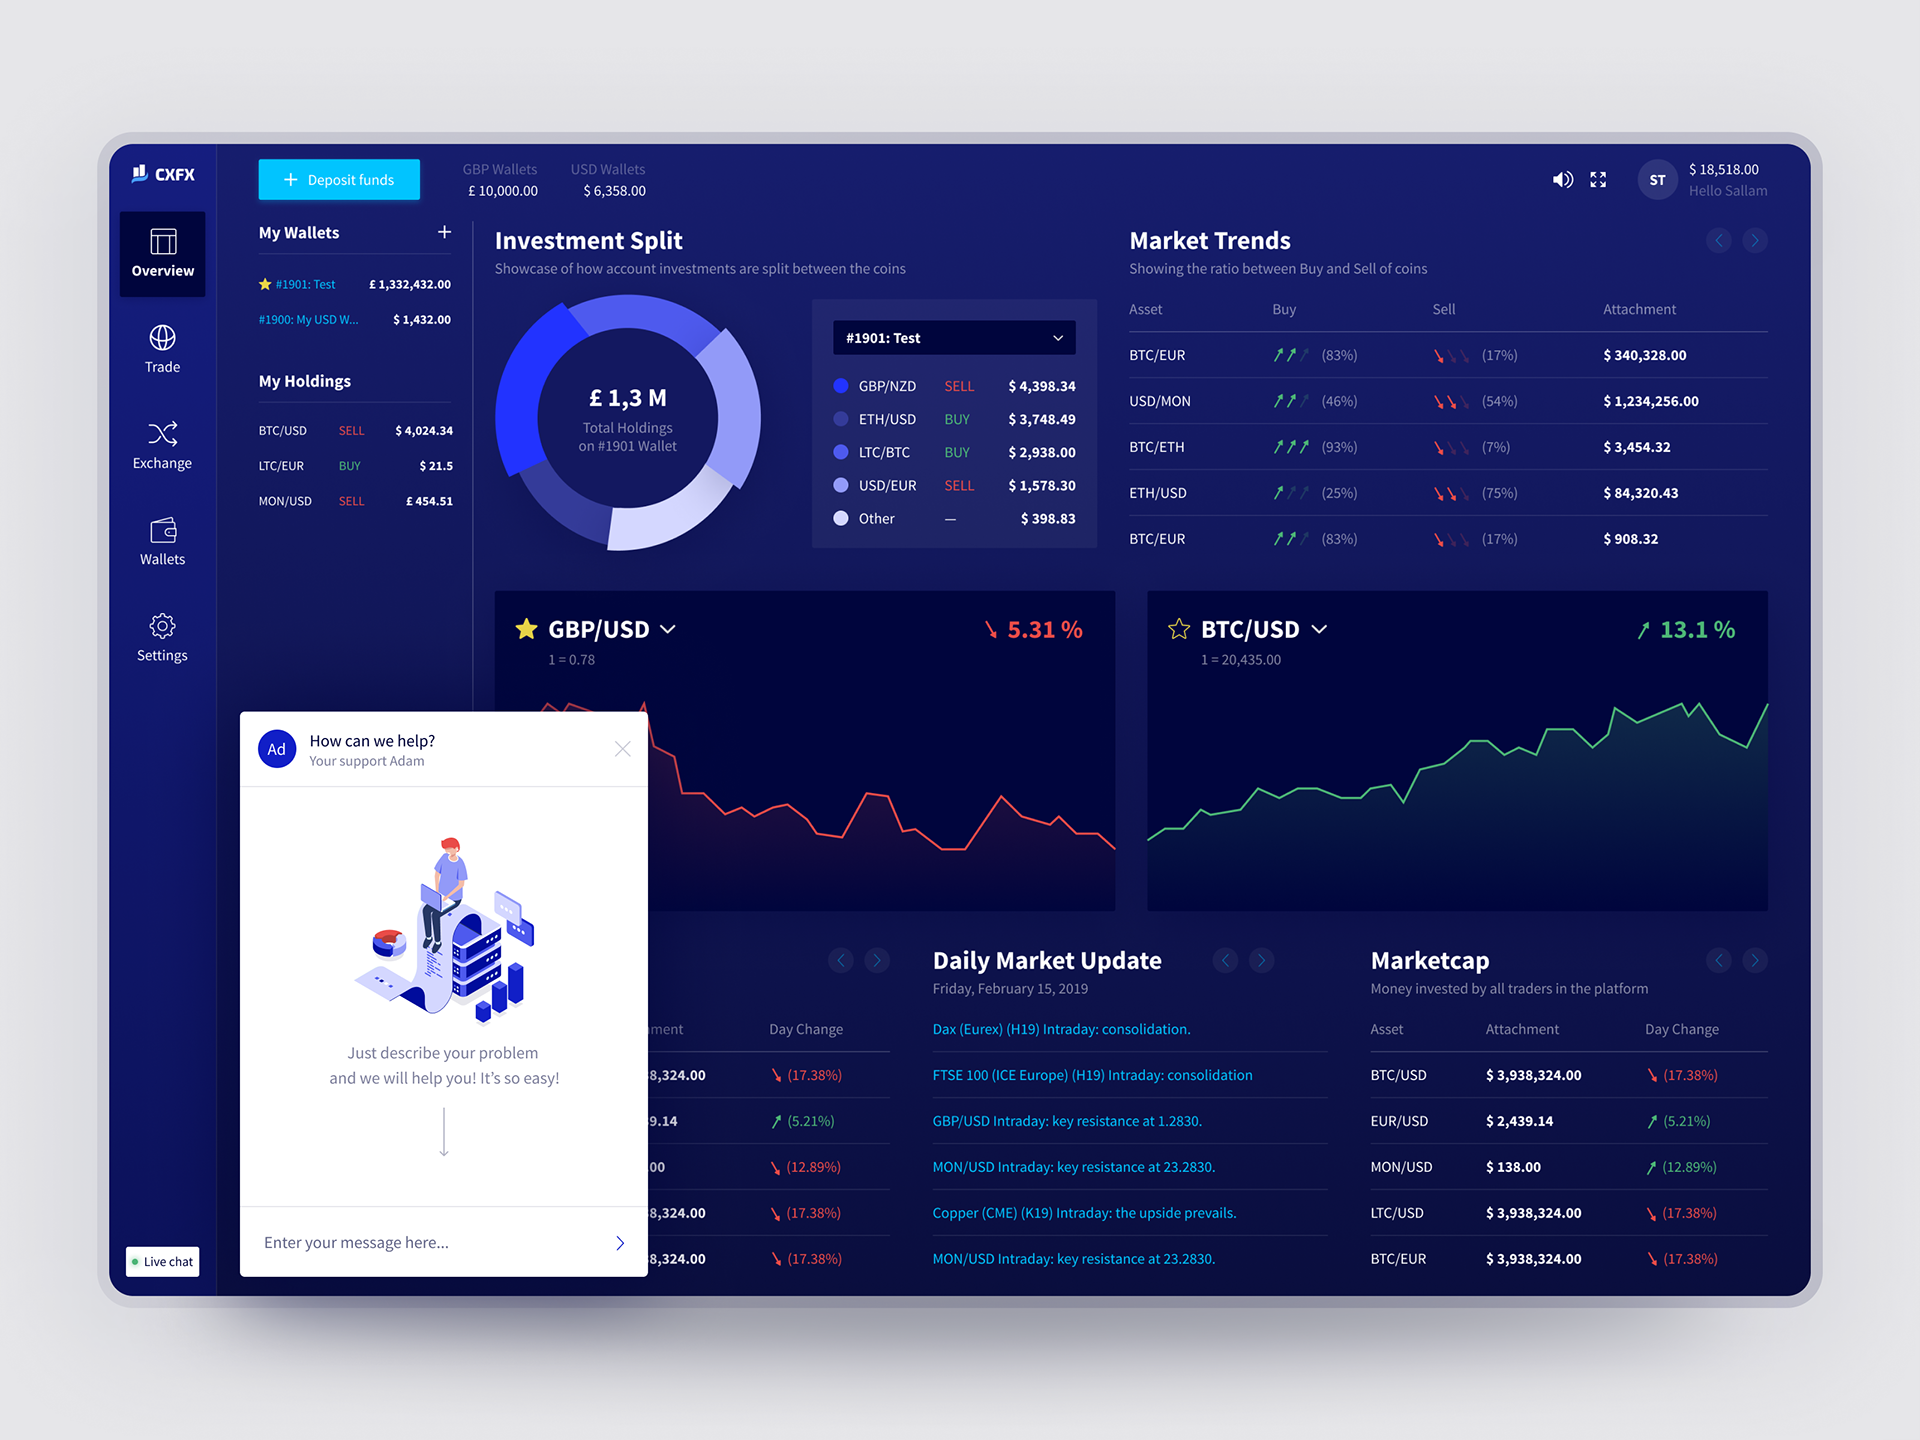 CXFX
Overview
Trade
Exchange
Wallets
Settings
Live chat
+ Deposit funds
GBP Wallets
£ 10,000.00
USD Wallets
$ 6,358.00
ST
$ 18,518.00
Hello Sallam
My Wallets +
#1901: Test £ 1,332,432.00
#1900: My USD W... $ 1,432.00
My Holdings
BTC/USD SELL $ 4,024.34
LTC/EUR BUY $ 21.5
MON/USD SELL £ 454.51
Investment Split
Showcase of how account investments are split between the coins
£ 1,3 M
Total Holdings
on #1901 Wallet
#1901: Test
GBP/NZD SELL $ 4,398.34
ETH/USD BUY $ 3,748.49
LTC/BTC BUY $ 2,938.00
USD/EUR SELL $ 1,578.30
Other — $ 398.83
Market Trends
Showing the ratio between Buy and Sell of coins
Asset Buy Sell Attachment
BTC/EUR (83%) (17%) $ 340,328.00
USD/MON (46%) (54%) $ 1,234,256.00
BTC/ETH (93%) (7%) $ 3,454.32
ETH/USD (25%) (75%) $ 84,320.43
BTC/EUR (83%) (17%) $ 908.32
GBP/USD 5.31 %
1 = 0.78
BTC/USD 13.1 %
1 = 20,435.00
Ad
How can we help?
Your support Adam
Just describe your problem
and we will help you! It's so easy!
Enter your message here...
Day Change
8,324.00 (17.38%)
9.14 (5.21%)
00 (12.89%)
8,324.00 (17.38%)
8,324.00 (17.38%)
Daily Market Update
Friday, February 15, 2019
Dax (Eurex) (H19) Intraday: consolidation.
FTSE 100 (ICE Europe) (H19) Intraday: consolidation
GBP/USD Intraday: key resistance at 1.2830.
MON/USD Intraday: key resistance at 23.2830.
Copper (CME) (K19) Intraday: the upside prevails.
MON/USD Intraday: key resistance at 23.2830.
Marketcap
Money invested by all traders in the platform
Asset Attachment Day Change
BTC/USD $ 3,938,324.00 (17.38%)
EUR/USD $ 2,439.14 (5.21%)
MON/USD $ 138.00 (12.89%)
LTC/USD $ 3,938,324.00 (17.38%)
BTC/EUR $ 3,938,324.00 (17.38%)